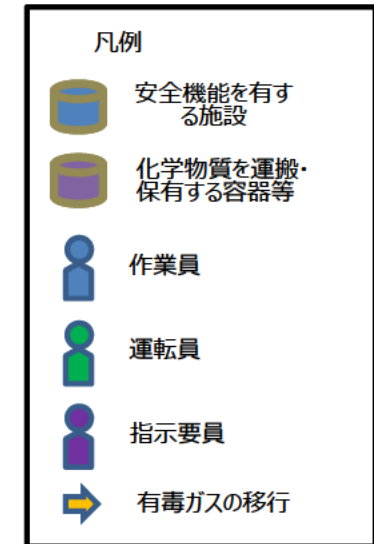 凡例
安全機能を有す
る施設
化学物質を運搬・
保有する容器等
作業員
運転員
指示要員
有毒ガスの移行